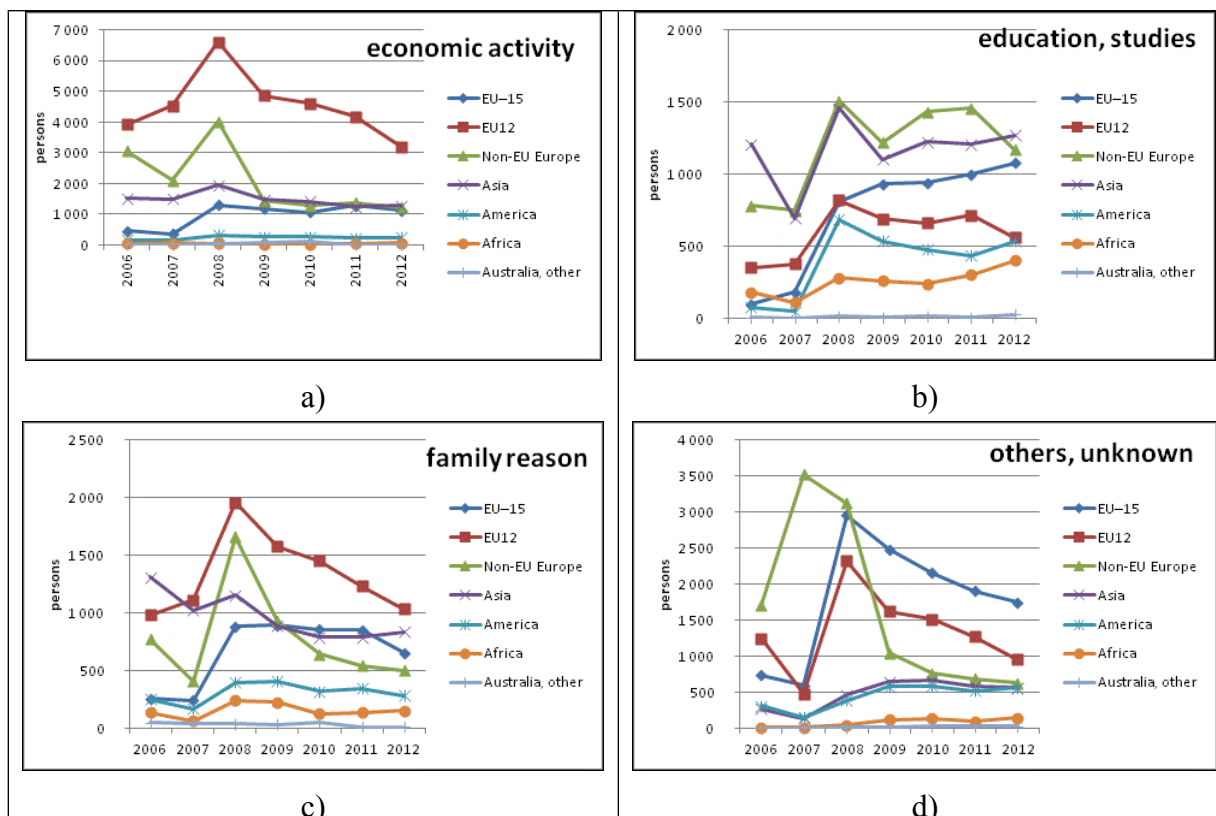 economic activity
7 000
6 000
5 000
4 000
3 000
2 000
1 000
0
persons
2006
2007
2008
2009
2010
2011
2012
EU–15
EU12
Non-EU Europe
Asia
America
Africa
Australia, other
a)
education, studies
2 000
1 500
1 000
500
0
persons
2006 2007 2008 2009 2010 2011 2012
EU–15
EU12
Non-EU Europe
Asia
America
Africa
Australia, other
b)
family reason
2 500
2 000
1 500
1 000
500
0
persons
2006 2007 2008 2009 2010 2011 2012
EU–15
EU12
Non-EU Europe
Asia
America
Africa
Australia, other
c)
others, unknown
4 000
3 500
3 000
2 500
2 000
1 500
1 000
500
0
persons
2006 2007 2008 2009 2010 2011 2012
EU–15
EU12
Non-EU Europe
Asia
America
Africa
Australia, other
d)